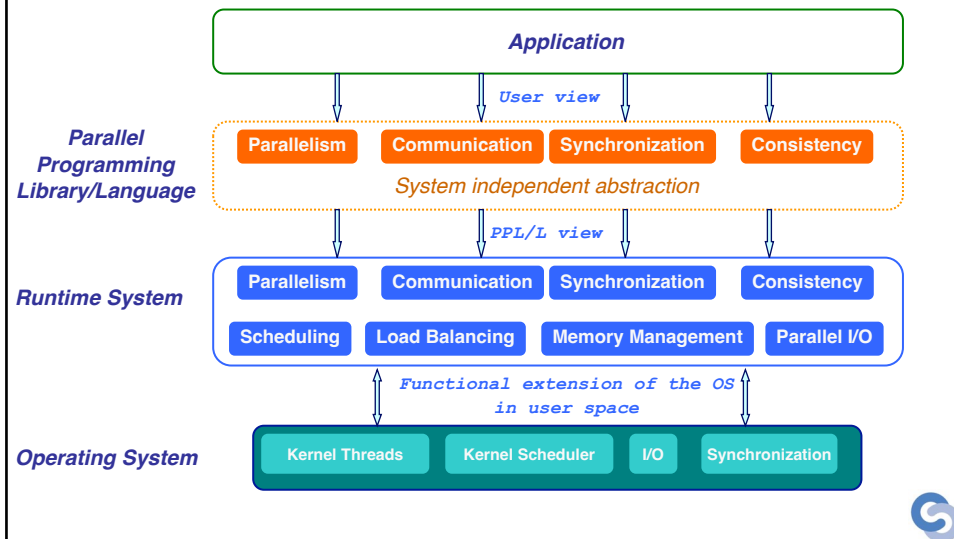 Application
User view
Parallel
Programming
Library/Language
Parallelism Communication Synchronization Consistency
System independent abstraction
PPL/L view
Runtime System
Parallelism Communication Synchronization Consistency
Scheduling Load Balancing Memory Management Parallel I/O
Functional extension of the OS
in user space
Operating System
Kernel Threads Kernel Scheduler I/O Synchronization